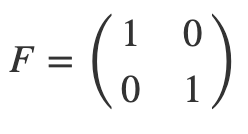 F = ( 1 0
0 1 )